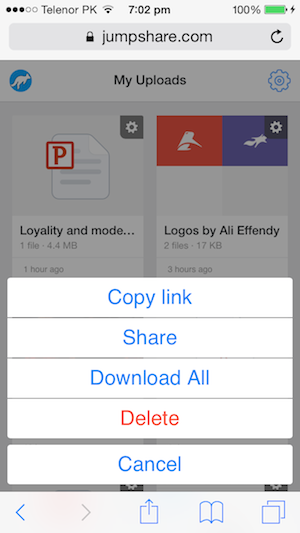 Telenor PK 7:02 pm 100%
jumpshare.com
My Uploads
P
Loyality and mode... Logos by Ali Effendy
1 file · 4.4 MB 2 files · 17 KB
1 hour ago 3 hours ago
Copy link
Share
Download All
Delete
Cancel